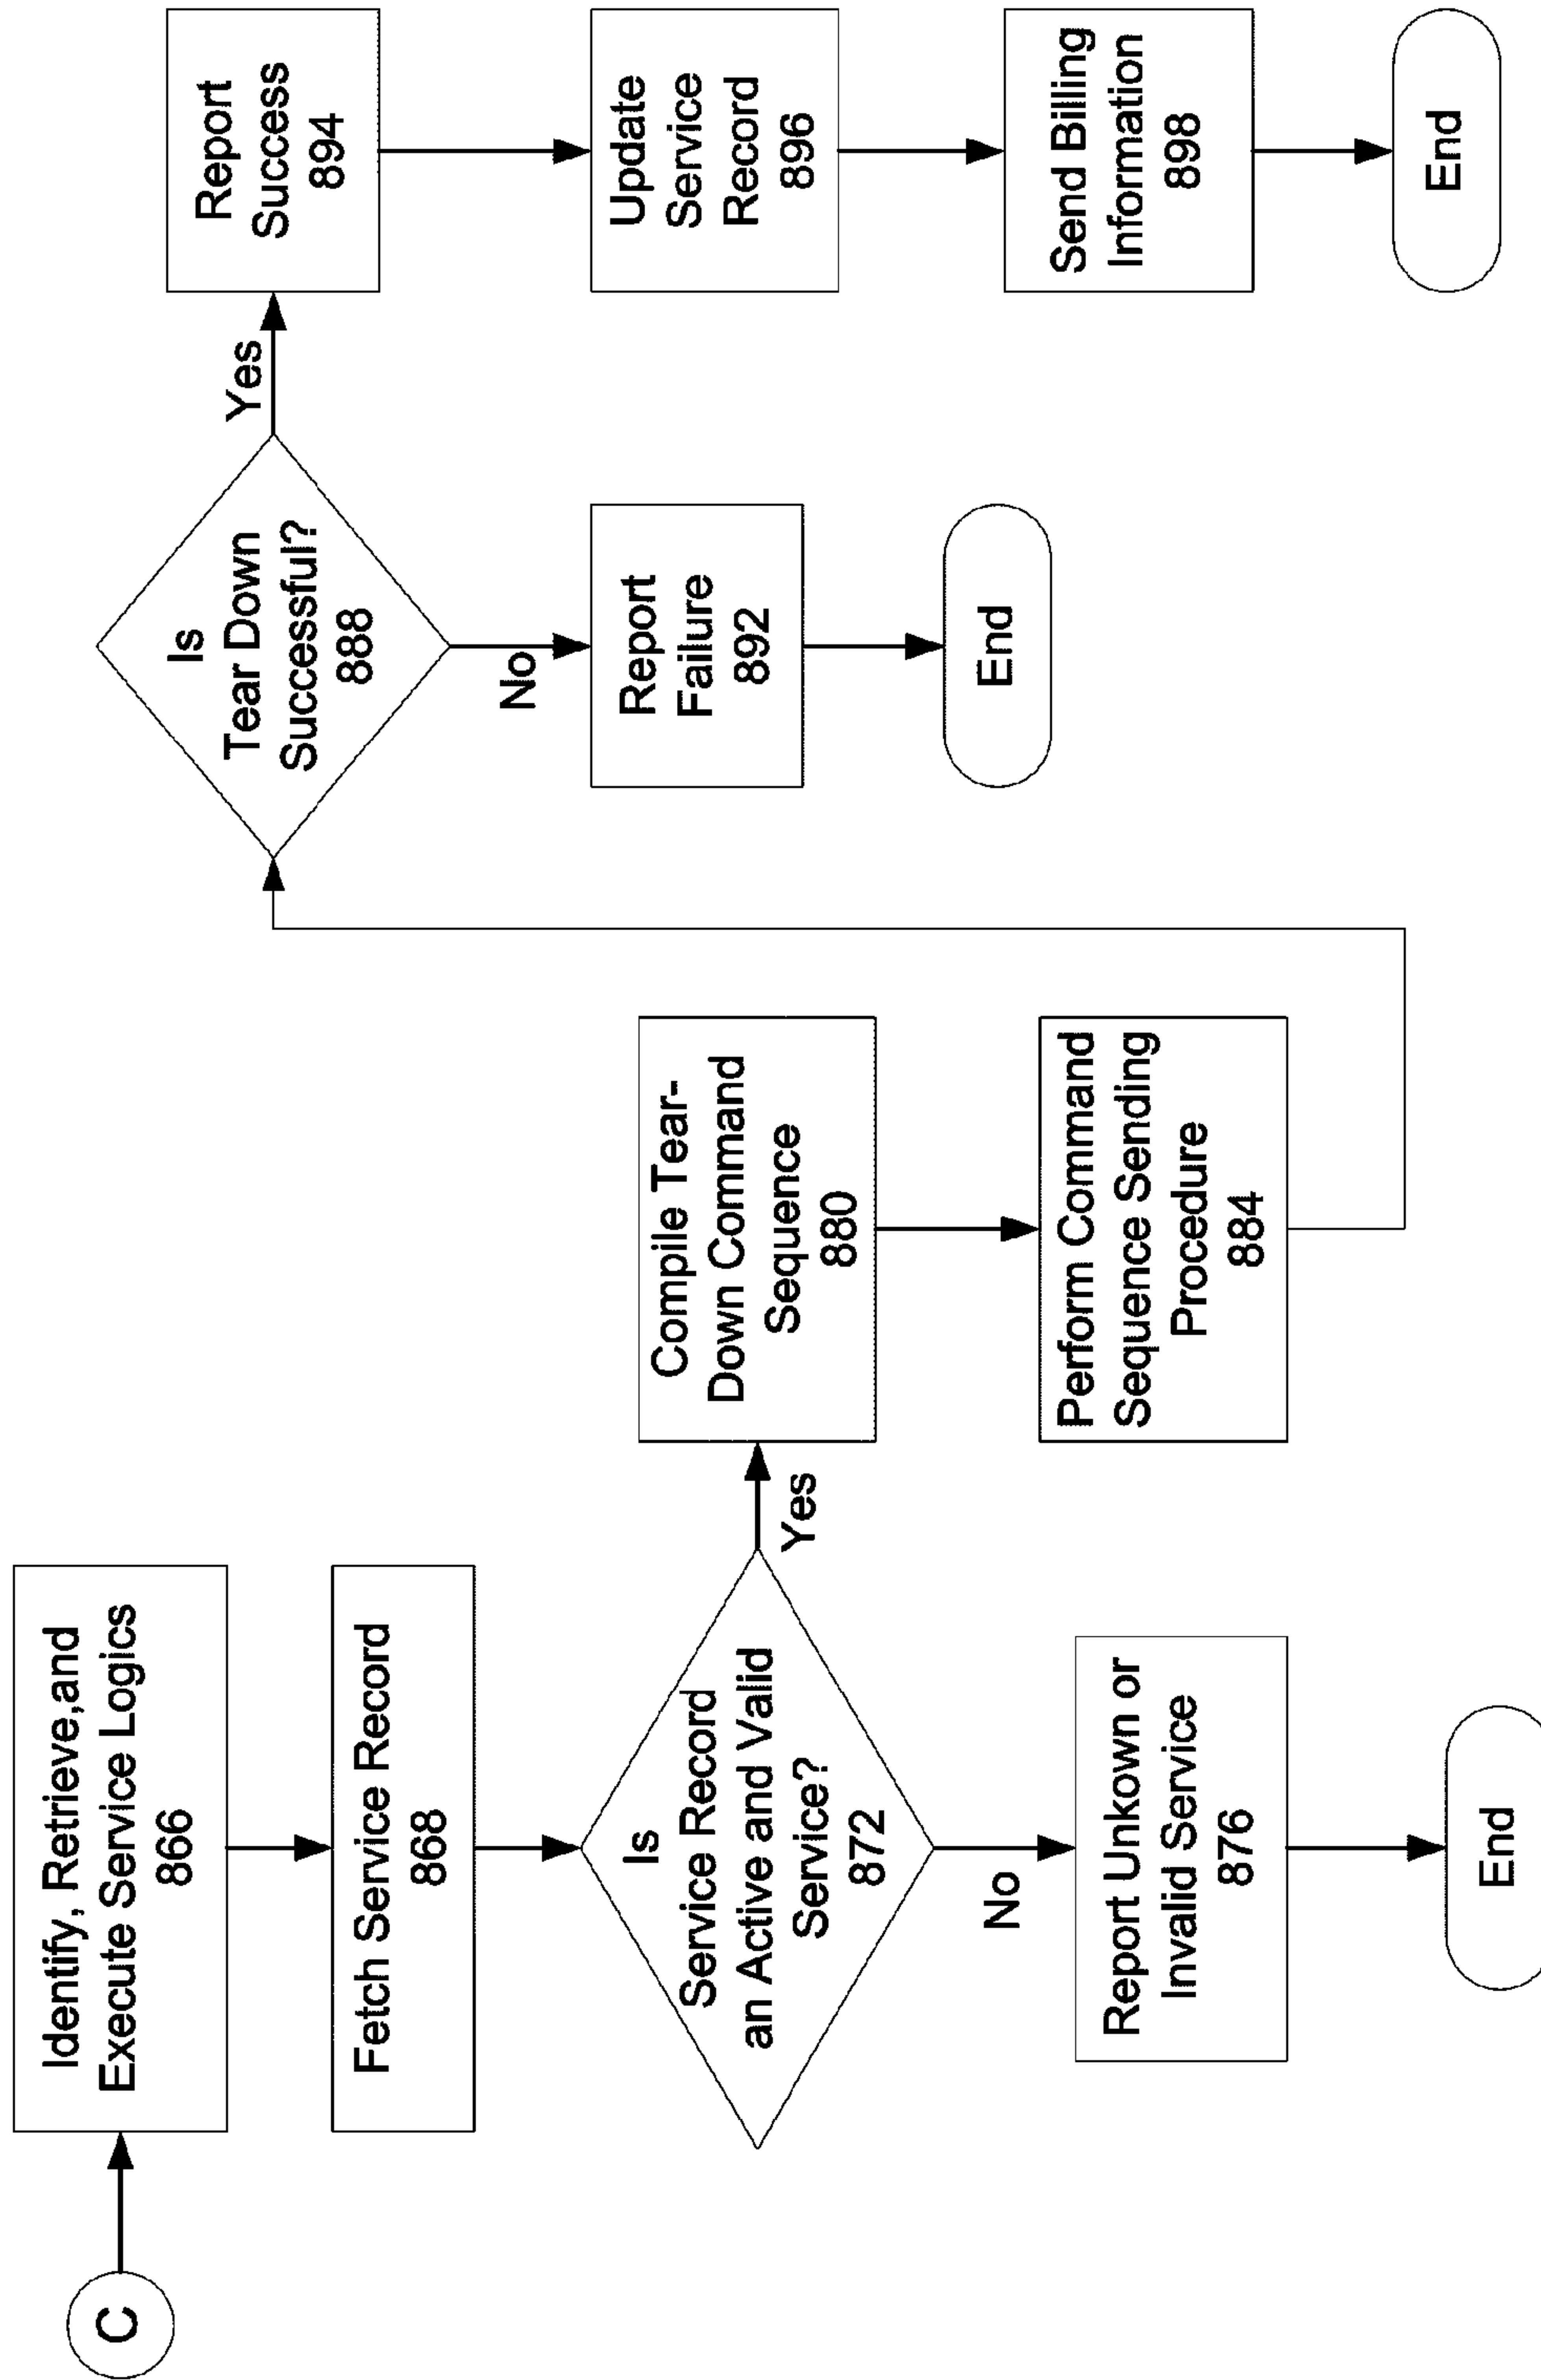 C
Identify, Retrieve,and
Execute Service Logics
866
Fetch Service Record
868
Is
Service Record
an Active and Valid
Service?
872
No
Report Unkown or
Invalid Service
876
End
Yes
Compile Tear-
Down Command
Sequence
880
Perform Command
Sequence Sending
Procedure
884
Is
Tear Down
Successful?
888
No
Report
Failure
892
End
Yes
Report
Success
894
Update
Service
Record
896
Send Billing
Information
898
End